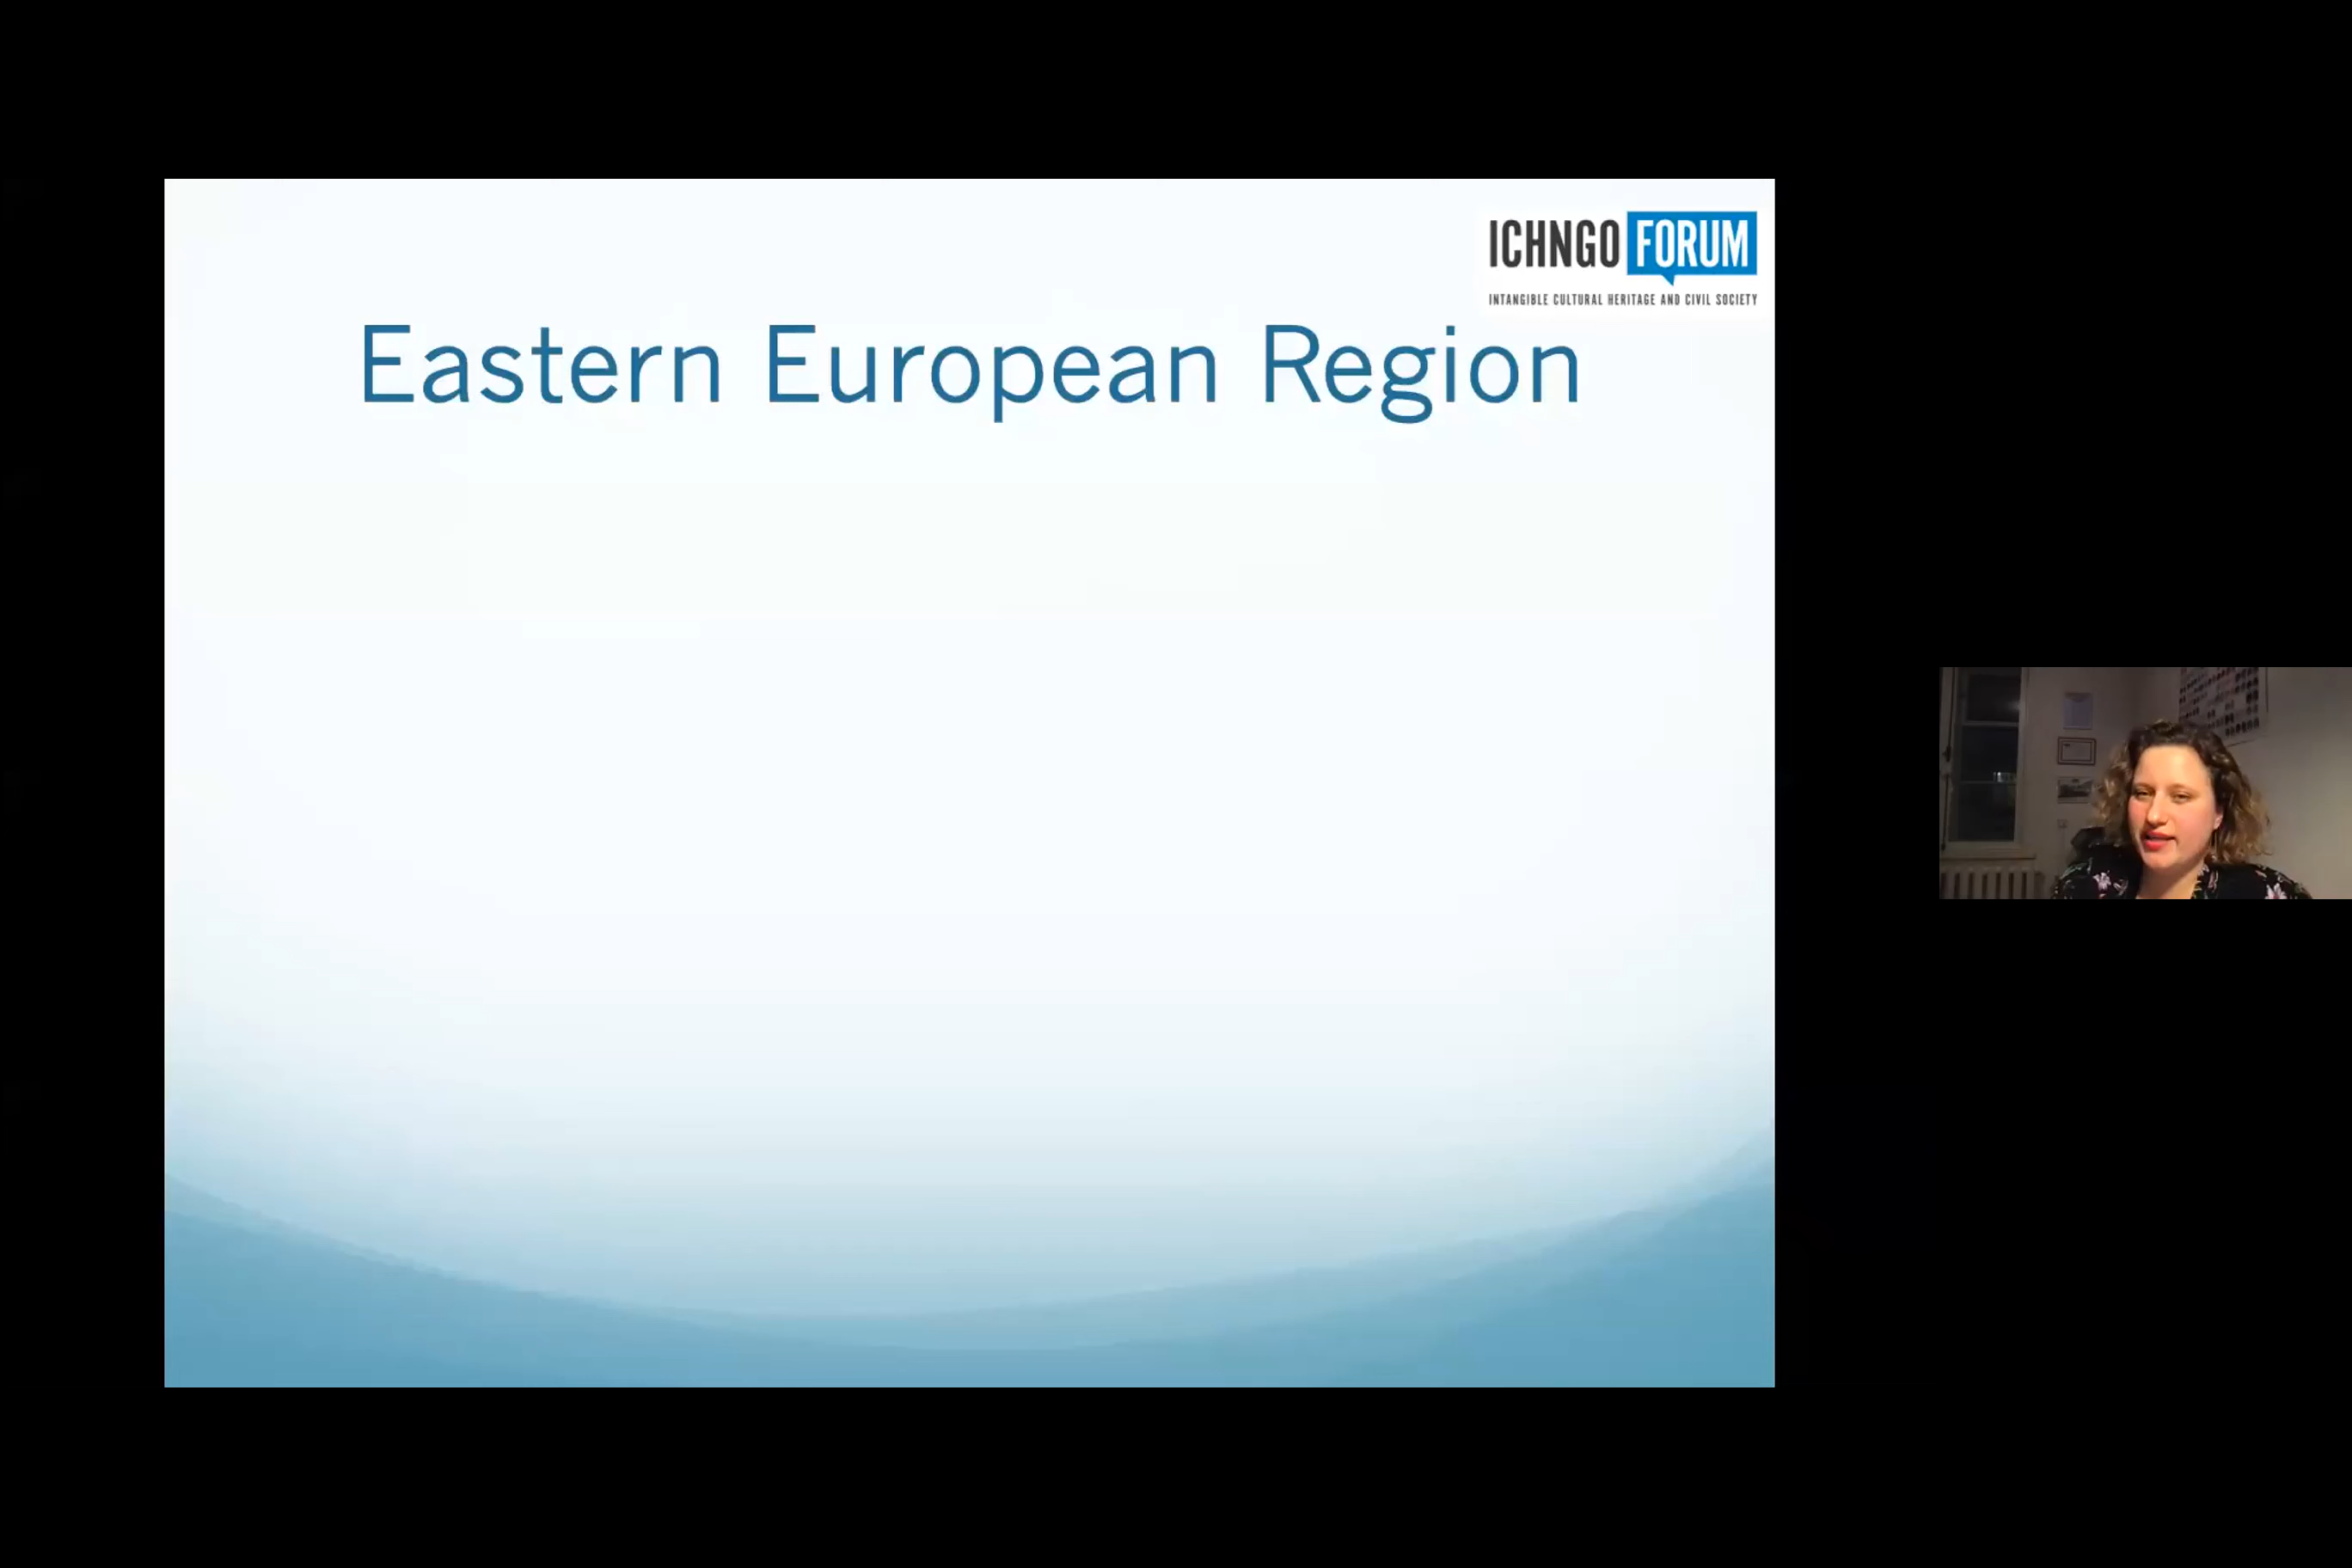 ICHNGO FORUM
INTANGIBLE CULTURAL HERITAGE AND CIVIL SOCIETY
Eastern European Region